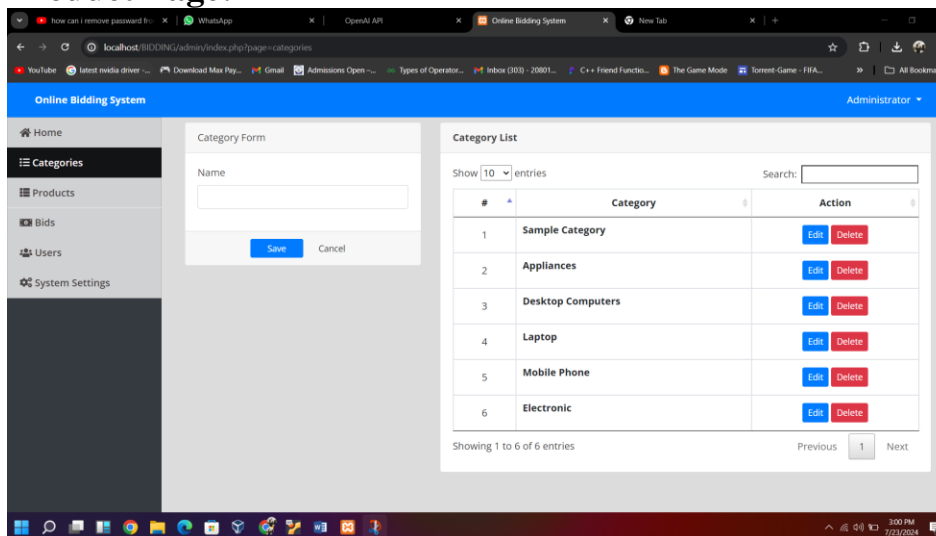 how can i remove passward fro
WhatsApp
OpenAI API
Online Bidding System
New Tab
localhost/BIDDING/admin/index.php?page=categories
YouTube
latest nvidia driver -...
Download Max Pay...
Gmail
Admissions Open –...
Types of Operator...
Inbox (303) - 20801...
C++ Friend Functio...
The Game Mode
Torrent-Game - FIFA...
»
All Bookma
Online Bidding System
Administrator
Home
Categories
Products
Bids
Users
System Settings
Category Form
Name
Save
Cancel
Category List
Show 10 entries
Search:
# Category Action
1 Sample Category Edit Delete
2 Appliances Edit Delete
3 Desktop Computers Edit Delete
4 Laptop Edit Delete
5 Mobile Phone Edit Delete
6 Electronic Edit Delete
Showing 1 to 6 of 6 entries
Previous 1 Next
3:00 PM
7/23/2024